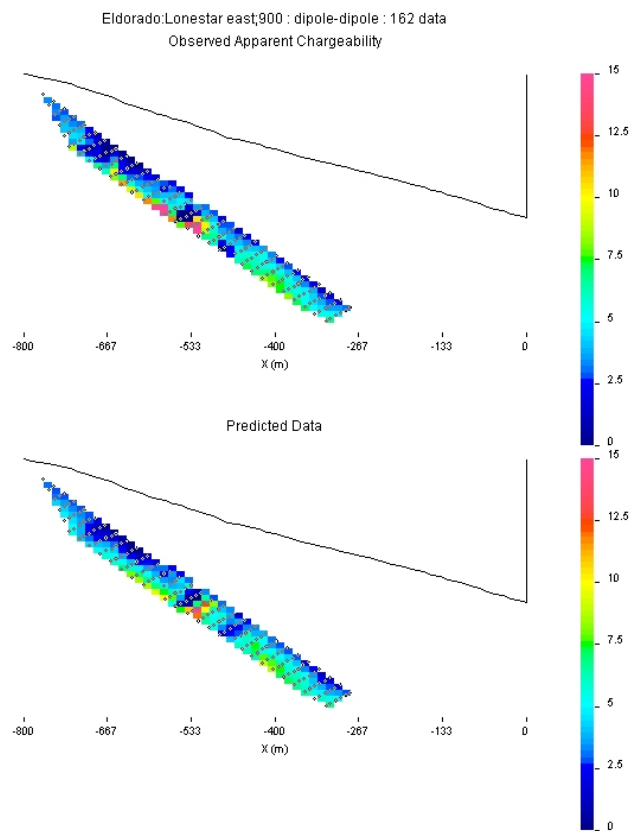 Eldorado:Lonestar east;900 : dipole-dipole : 162 data
Observed Apparent Chargeability
15
12.5
10
7.5
5
2.5
0
-800 -667 -533 -400 -267 -133 0
X (m)
Predicted Data
15
12.5
10
7.5
5
2.5
0
-800 -667 -533 -400 -267 -133 0
X (m)